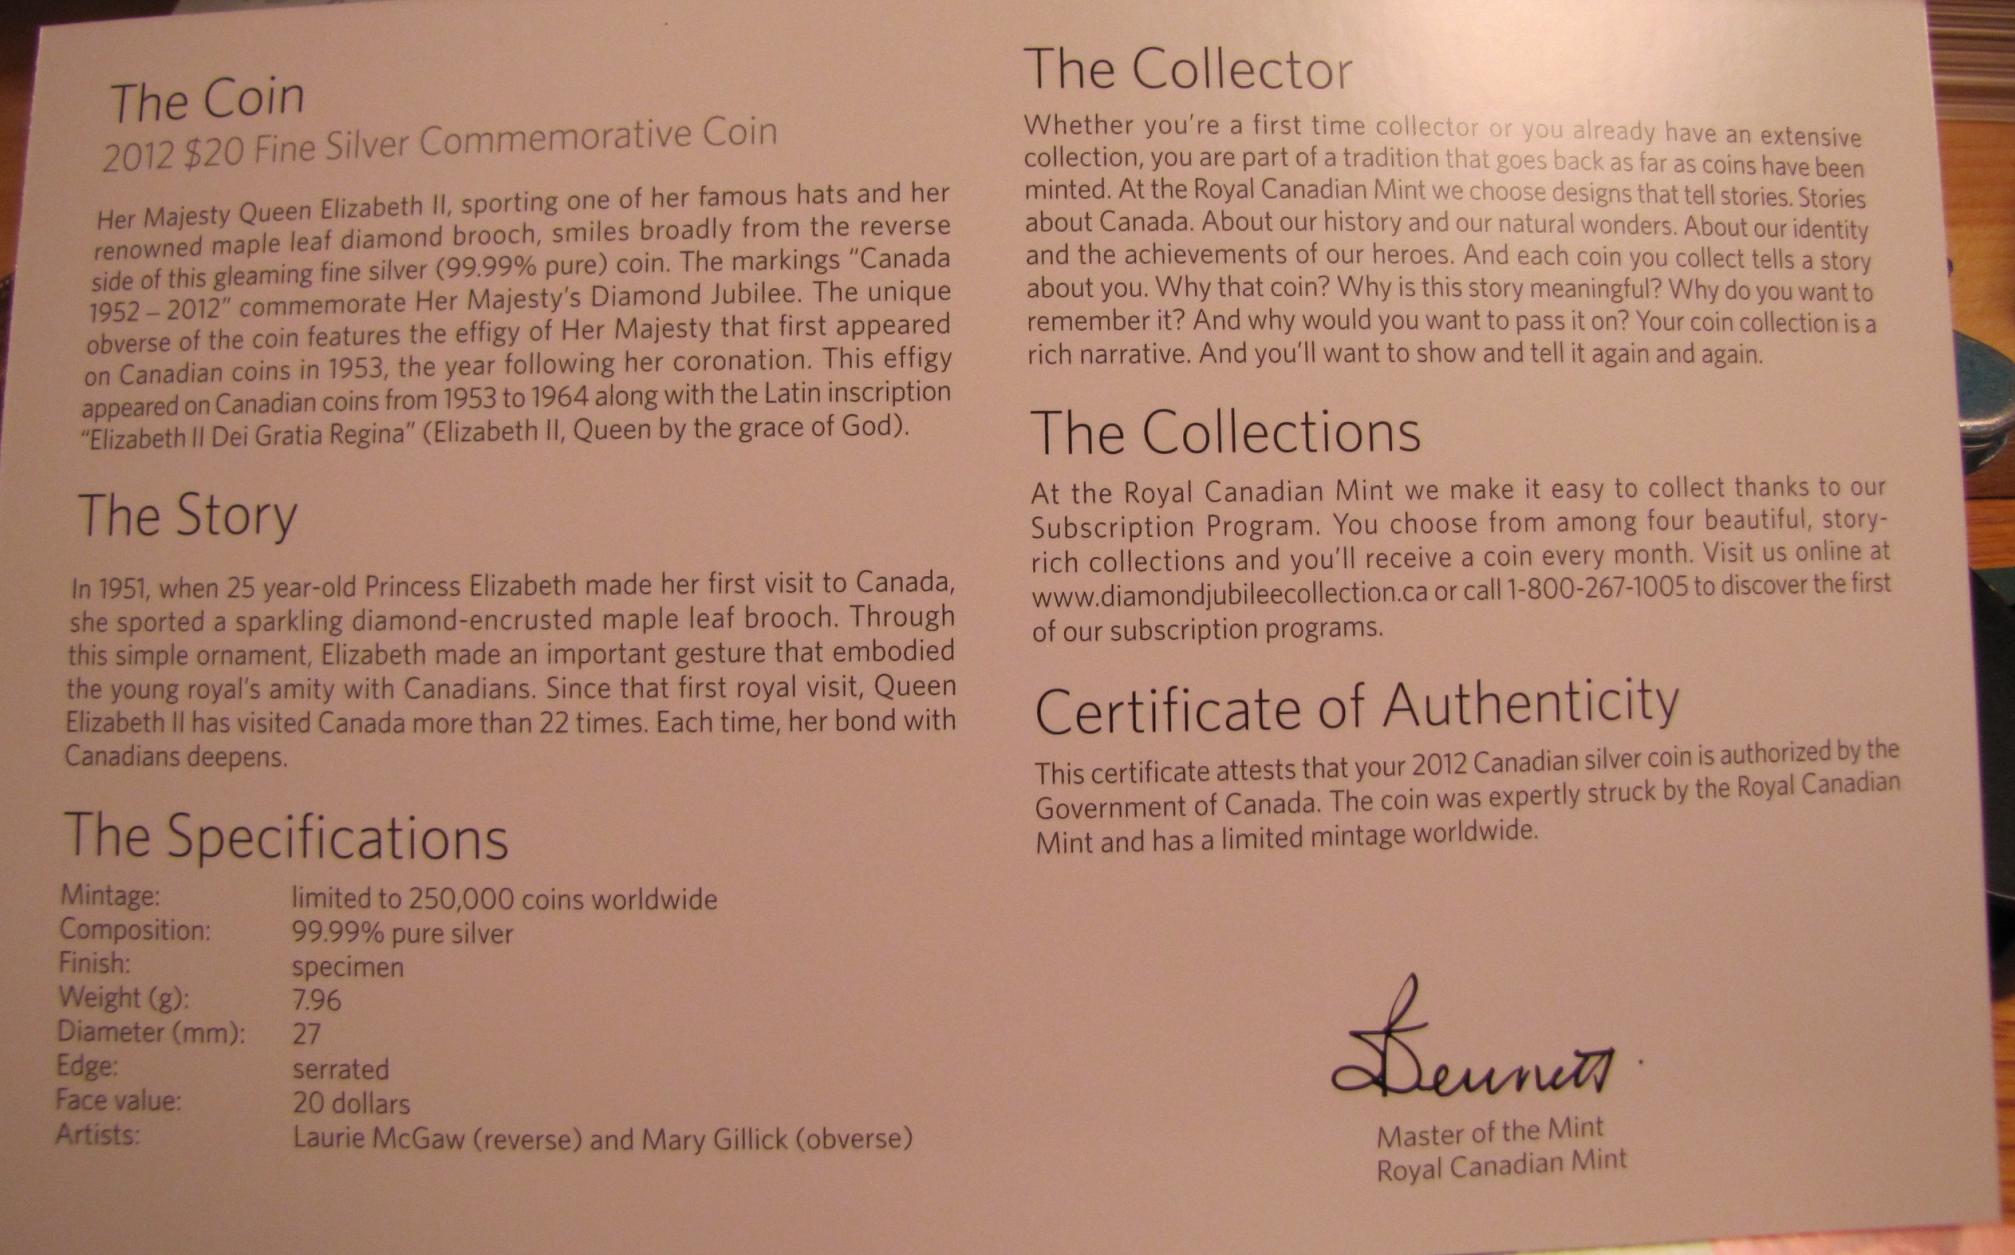 The Coin
2012 $20 Fine Silver Commemorative Coin
Her Majesty Queen Elizabeth II, sporting one of her famous hats and her
renowned maple leaf diamond brooch, smiles broadly from the reverse
side of this gleaming fine silver (99.99% pure) coin. The markings "Canada
1952 – 2012" commemorate Her Majesty's Diamond Jubilee. The unique
obverse of the coin features the effigy of Her Majesty that first appeared
on Canadian coins in 1953, the year following her coronation. This effigy
appeared on Canadian coins from 1953 to 1964 along with the Latin inscription
"Elizabeth II Dei Gratia Regina" (Elizabeth II, Queen by the grace of God).
The Story
In 1951, when 25 year-old Princess Elizabeth made her first visit to Canada,
she sported a sparkling diamond-encrusted maple leaf brooch. Through
this simple ornament, Elizabeth made an important gesture that embodied
the young royal's amity with Canadians. Since that first royal visit, Queen
Elizabeth II has visited Canada more than 22 times. Each time, her bond with
Canadians deepens.
The Specifications
Mintage: limited to 250,000 coins worldwide
Composition: 99.99% pure silver
Finish: specimen
Weight (g): 7.96
Diameter (mm): 27
Edge: serrated
Face value: 20 dollars
Artists: Laurie McGaw (reverse) and Mary Gillick (obverse)
The Collector
Whether you're a first time collector or you already have an extensive
collection, you are part of a tradition that goes back as far as coins have been
minted. At the Royal Canadian Mint we choose designs that tell stories. Stories
about Canada. About our history and our natural wonders. About our identity
and the achievements of our heroes. And each coin you collect tells a story
about you. Why that coin? Why is this story meaningful? Why do you want to
remember it? And why would you want to pass it on? Your coin collection is a
rich narrative. And you'll want to show and tell it again and again.
The Collections
At the Royal Canadian Mint we make it easy to collect thanks to our
Subscription Program. You choose from among four beautiful, story-
rich collections and you'll receive a coin every month. Visit us online at
www.diamondjubileecollection.ca or call 1-800-267-1005 to discover the first
of our subscription programs.
Certificate of Authenticity
This certificate attests that your 2012 Canadian silver coin is authorized by the
Government of Canada. The coin was expertly struck by the Royal Canadian
Mint and has a limited mintage worldwide.
Bennett
Master of the Mint
Royal Canadian Mint